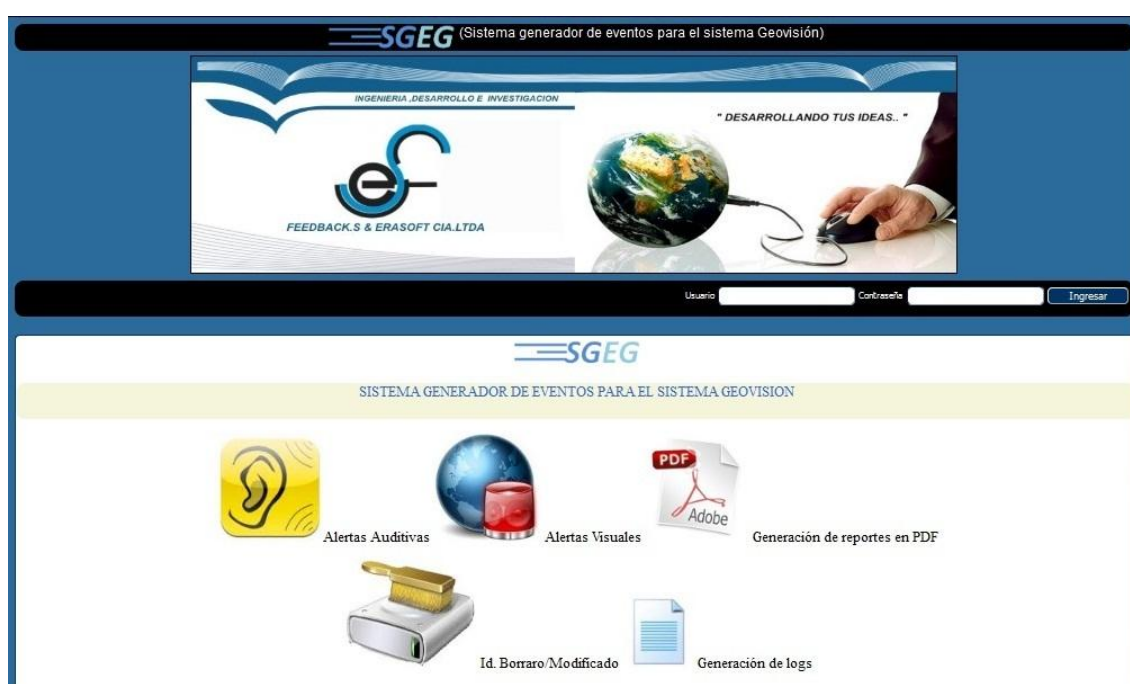 SGEG (Sistema generador de eventos para el sistema Geovisión)
INGENIERIA ,DESARROLLO E INVESTIGACION
" DESARROLLANDO TUS IDEAS.. "
FEEDBACK.S & ERASOFT CIA.LTDA
Usuario Contraseña Ingresar
SGEG
SISTEMA GENERADOR DE EVENTOS PARA EL SISTEMA GEOVISION
PDF
Adobe
Alertas Auditivas Alertas Visuales Generación de reportes en PDF
Id. Borraro/Modificado Generación de logs